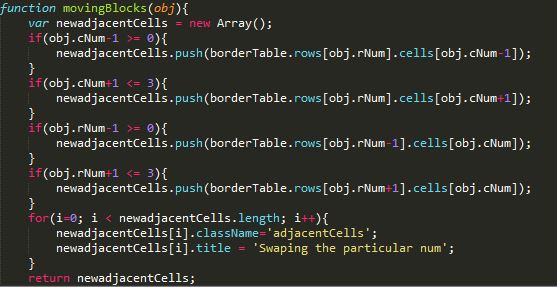 function movingBlocks(obj){
    var newadjacentCells = new Array();
    if(obj.cNum-1 >= 0){
        newadjacentCells.push(borderTable.rows[obj.rNum].cells[obj.cNum-1]);
    }
    if(obj.cNum+1 <= 3){
        newadjacentCells.push(borderTable.rows[obj.rNum].cells[obj.cNum+1]);
    }
    if(obj.rNum-1 >= 0){
        newadjacentCells.push(borderTable.rows[obj.rNum-1].cells[obj.cNum]);
    }
    if(obj.rNum+1 <= 3){
        newadjacentCells.push(borderTable.rows[obj.rNum+1].cells[obj.cNum]);
    }
    for(i=0; i < newadjacentCells.length; i++){
        newadjacentCells[i].className='adjacentCells';
        newadjacentCells[i].title = 'Swaping the particular num';
    }
    return newadjacentCells;